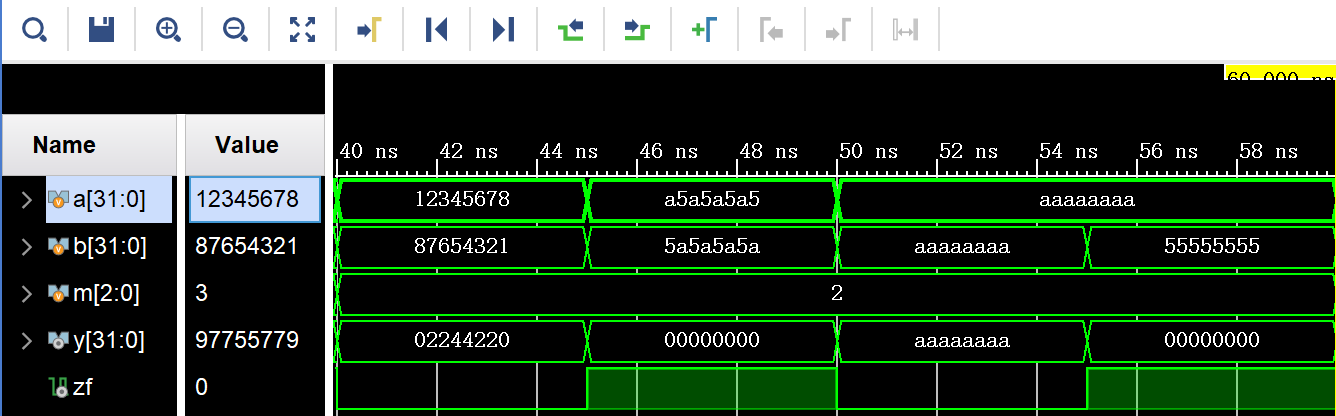 60.000 ns
Name Value
40 ns 42 ns 44 ns 46 ns 48 ns 50 ns 52 ns 54 ns 56 ns 58 ns
a[31:0] 12345678 12345678 a5a5a5a5 aaaaaaaa
b[31:0] 87654321 87654321 5a5a5a5a aaaaaaaa 55555555
m[2:0] 3 2
y[31:0] 97755779 02244220 00000000 aaaaaaaa 00000000
zf 0